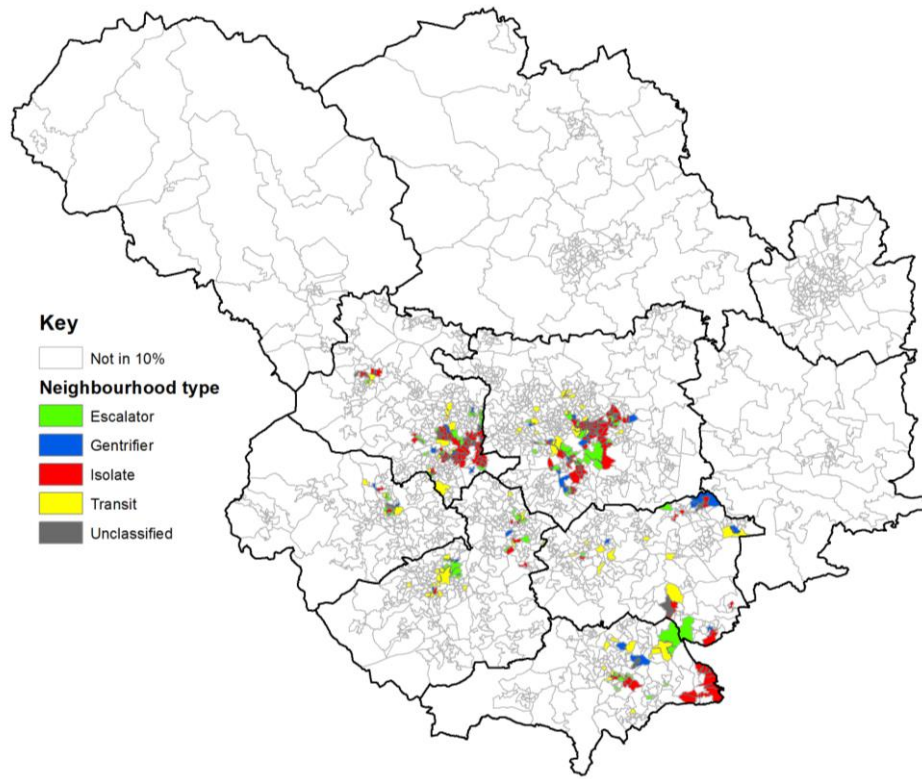 Key
Not in 10%
Neighbourhood type
Escalator
Gentrifier
Isolate
Transit
Unclassified